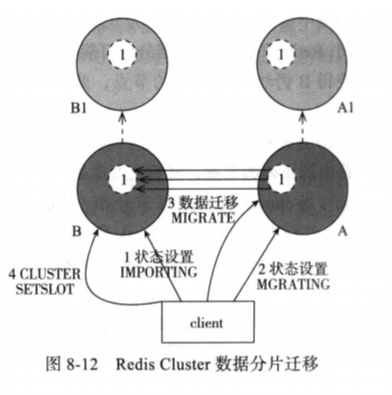 1
1
B1
A1
1
1
3 数据迁移
MIGRATE
B
A
1 状态设置
IMPORTING
2 状态设置
MGRATING
4 CLUSTER
SETSLOT
client
图 8-12 Redis Cluster 数据分片迁移